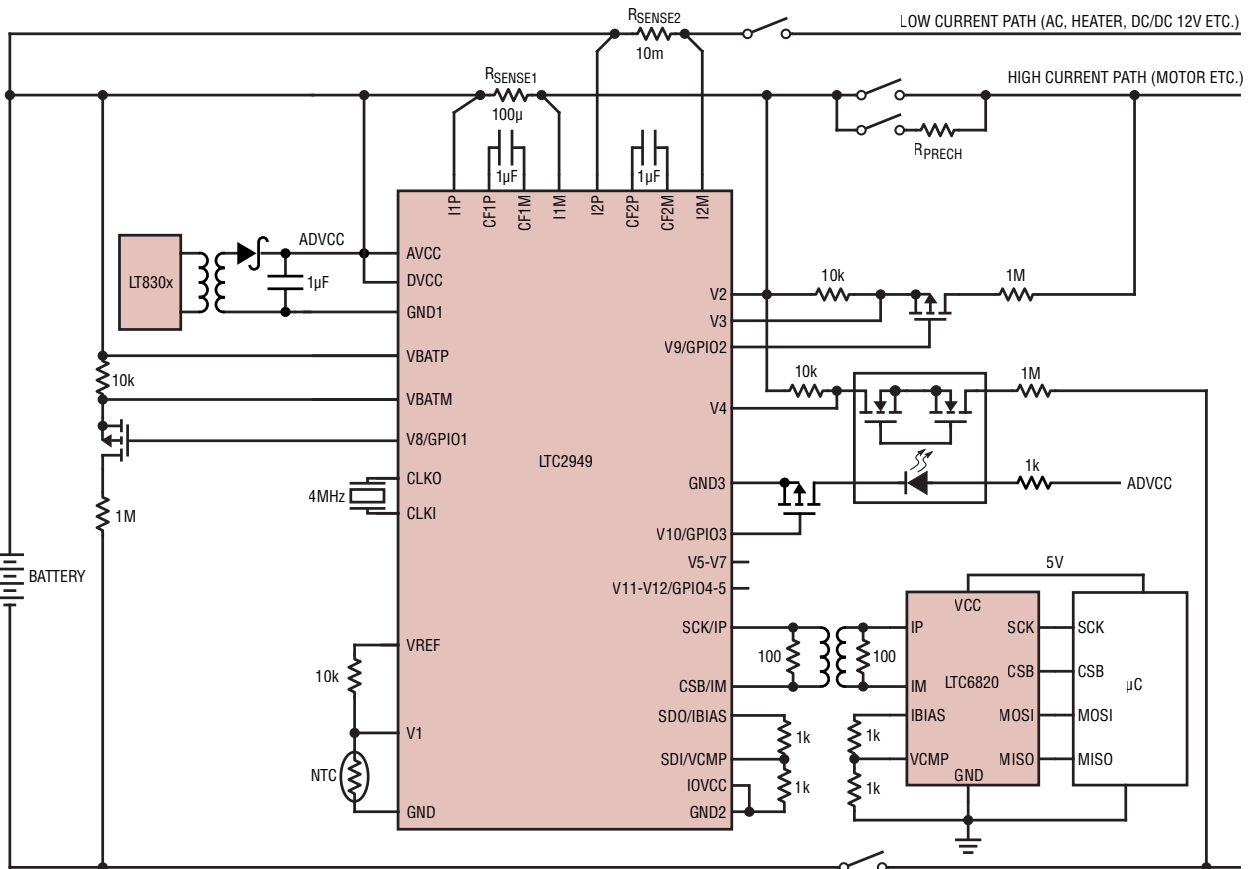 RSENSE2
10m
LOW CURRENT PATH (AC, HEATER, DC/DC 12V ETC.)
RSENSE1
100µ
HIGH CURRENT PATH (MOTOR ETC.)
RPRECH
1µF
1µF
I1P
CF1P
CF1M
I1M
I2P
CF2P
CF2M
I2M
LT830x
ADVCC
1µF
AVCC
DVCC
GND1
VBATP
10k
VBATM
V8/GPIO1
CLKO
4MHz
CLKI
1M
BATTERY
VREF
10k
V1
NTC
GND
LTC2949
V2
10k
1M
V3
V9/GPIO2
10k
1M
V4
GND3
1k
ADVCC
V10/GPIO3
V5-V7
V11-V12/GPIO4-5
5V
SCK/IP
100
100
CSB/IM
SDO/IBIAS
1k
SDI/VCMP
1k
IOVCC
GND2
VCC
IP
SCK
SCK
CSB
CSB
LTC6820
µC
IM
IBIAS
MOSI
MOSI
1k
VCMP
MISO
MISO
GND
1k